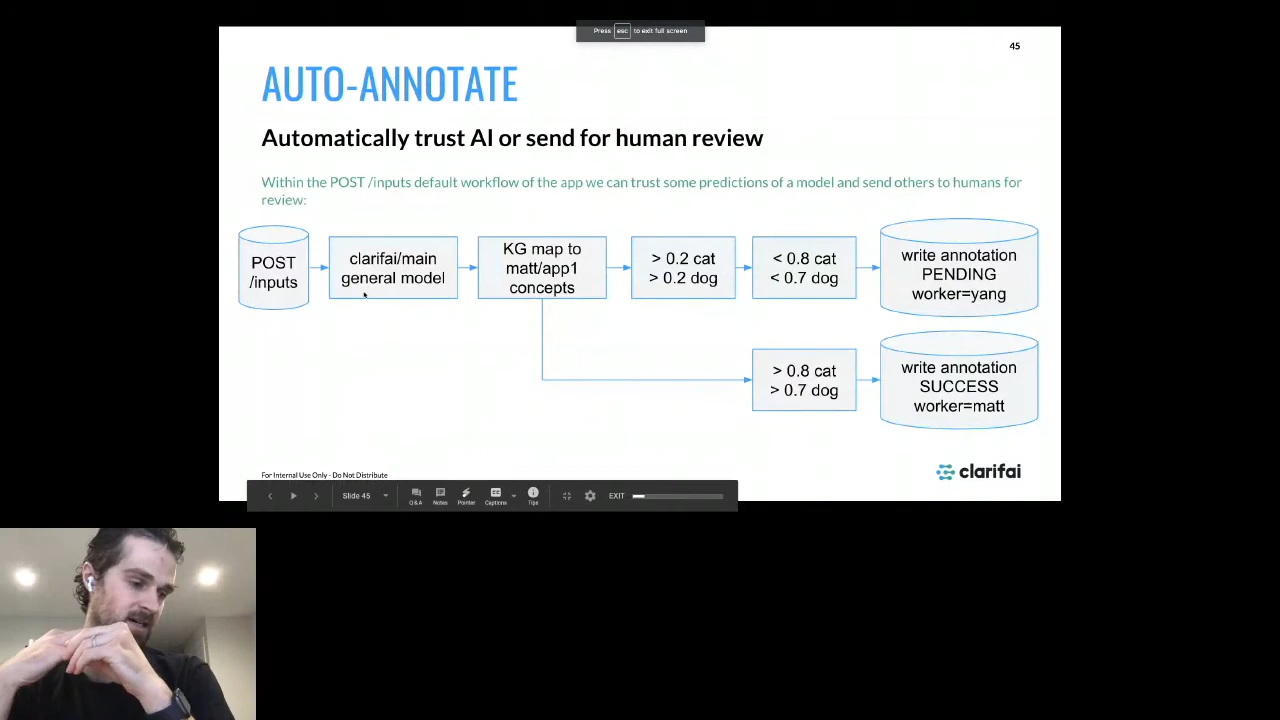 Press esc to exit full screen
45
AUTO-ANNOTATE
Automatically trust AI or send for human review
Within the POST /inputs default workflow of the app we can trust some predictions of a model and send others to humans for
review:
POST
/inputs
clarifai/main
general model
KG map to
matt/app1
concepts
> 0.2 cat
> 0.2 dog
< 0.8 cat
< 0.7 dog
write annotation
PENDING
worker=yang
> 0.8 cat
> 0.7 dog
write annotation
SUCCESS
worker=matt
For Internal Use Only - Do Not Distribute
clarifai
Slide 45
Q&A
Notes
Pointer
Captions
Tips
EXIT